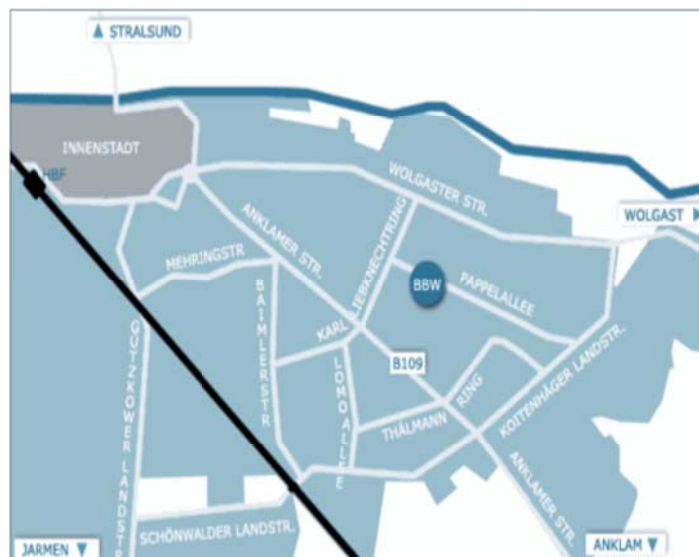 ▲ STRALSUND
INNENSTADT
HBF
WOLGASTER STR.
WOLGAST ▶
ANKLAMER STR.
MEHRINGSTR
LIEBKNECHTRING
BBW
PAPPELALLEE
BAIMLERSTR
KARL
B109
GÜTZKOWER LANDSTR
LOMO ALLEE
RING
THÄLMANN
KOITENHÄGER LANDSTR.
ANKLAMER STR.
SCHÖNWALDER LANDSTR.
JARMEN ▼
ANKLAM ▼